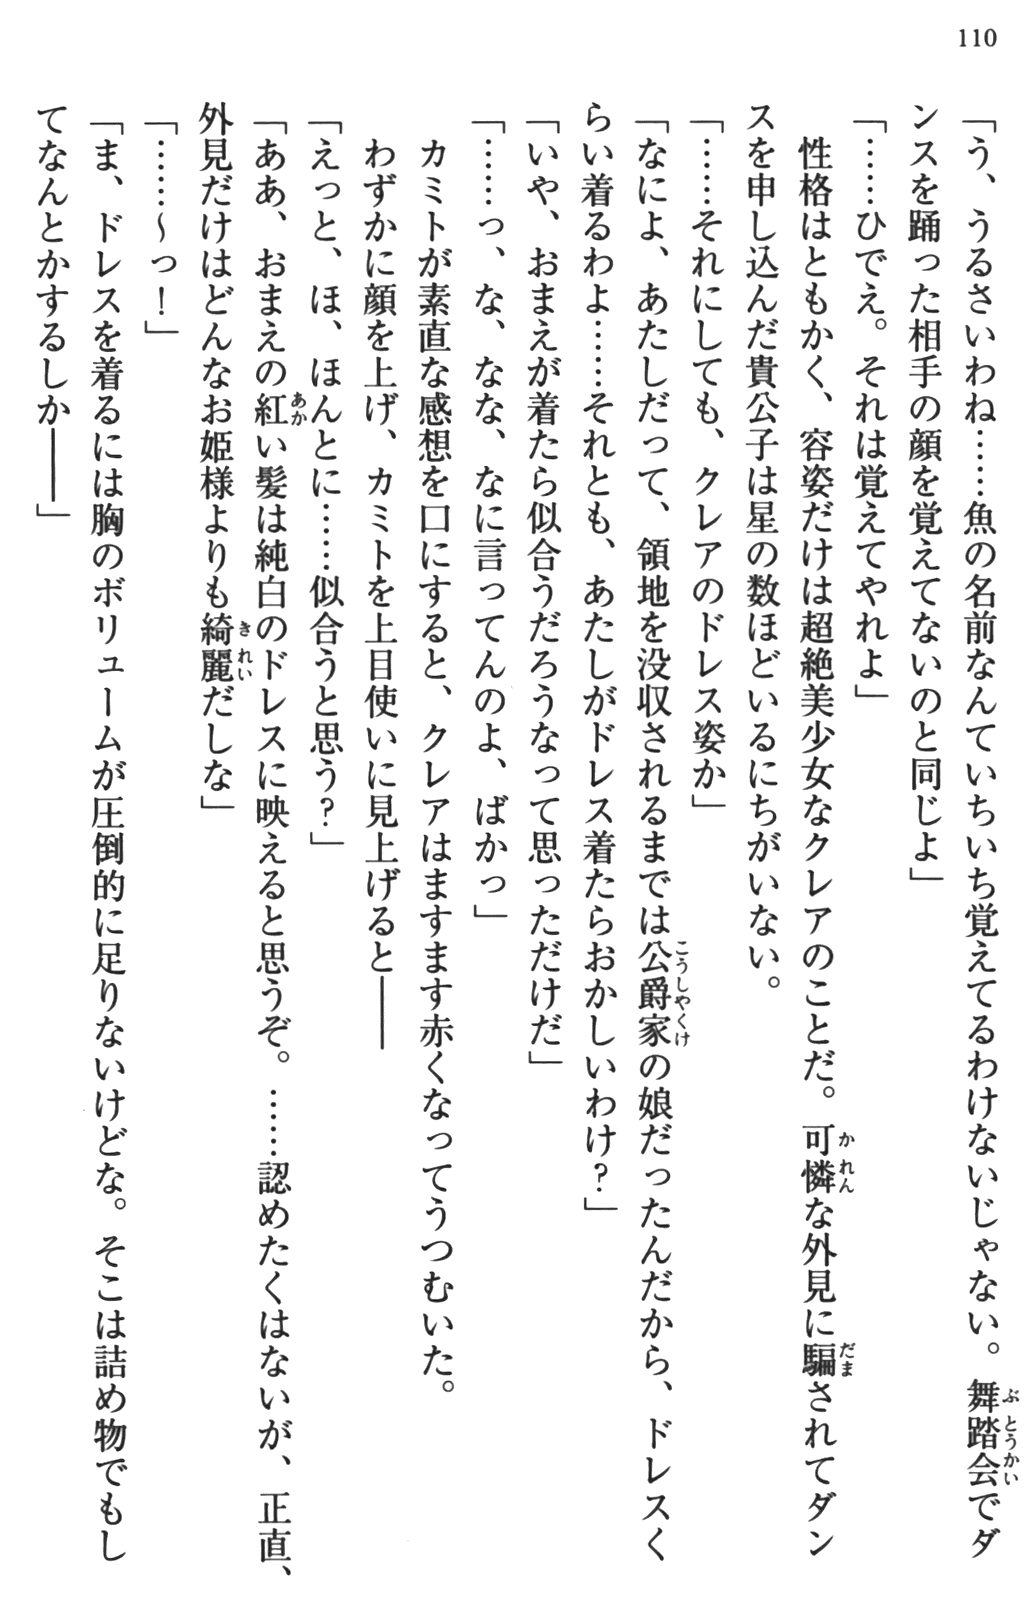 110
「う、うるさいわね……魚の名前なんていちいち覚えてるわけないじゃない。舞踏会でダ
ンスを踊った相手の顔を覚えてないのと同じよ」
「……ひでえ。それは覚えてやれよ」
　性格はともかく、容姿だけは超絶美少女なクレアのことだ。可憐な外見に騙されてダン
スを申し込んだ貴公子は星の数ほどいるにちがいない。
「……それにしても、クレアのドレス姿か」
「なによ、あたしだって、領地を没収されるまでは公爵家の娘だったんだから、ドレスく
らい着るわよ……それとも、あたしがドレス着たらおかしいわけ？」
「いや、おまえが着たら似合うだろうなって思っただけだ」
「……っ、な、なな、なに言ってんのよ、ばかっ」
　カミトが素直な感想を口にすると、クレアはますます赤くなってうつむいた。
　わずかに顔を上げ、カミトを上目使いに見上げると――
「えっと、ほ、ほんとに……似合うと思う？」
「ああ、おまえの紅い髪は純白のドレスに映えると思うぞ。……認めたくはないが、正直、
外見だけはどんなお姫様よりも綺麗だしな」
「……～っ！」
「ま、ドレスを着るには胸のボリュームが圧倒的に足りないけどな。そこは詰め物でもし
てなんとかするしか――」